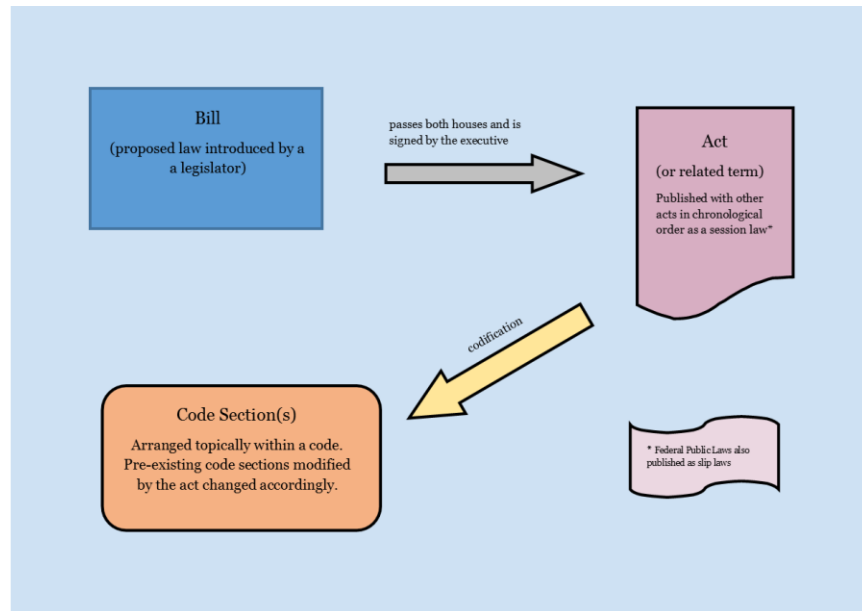 Bill
(proposed law introduced by a
a legislator)
passes both houses and is
signed by the executive
Act
(or related term)
Published with other
acts in chronological
order as a session law*
codification
Code Section(s)
Arranged topically within a code.
Pre-existing code sections modified
by the act changed accordingly.
* Federal Public Laws also
published as slip laws